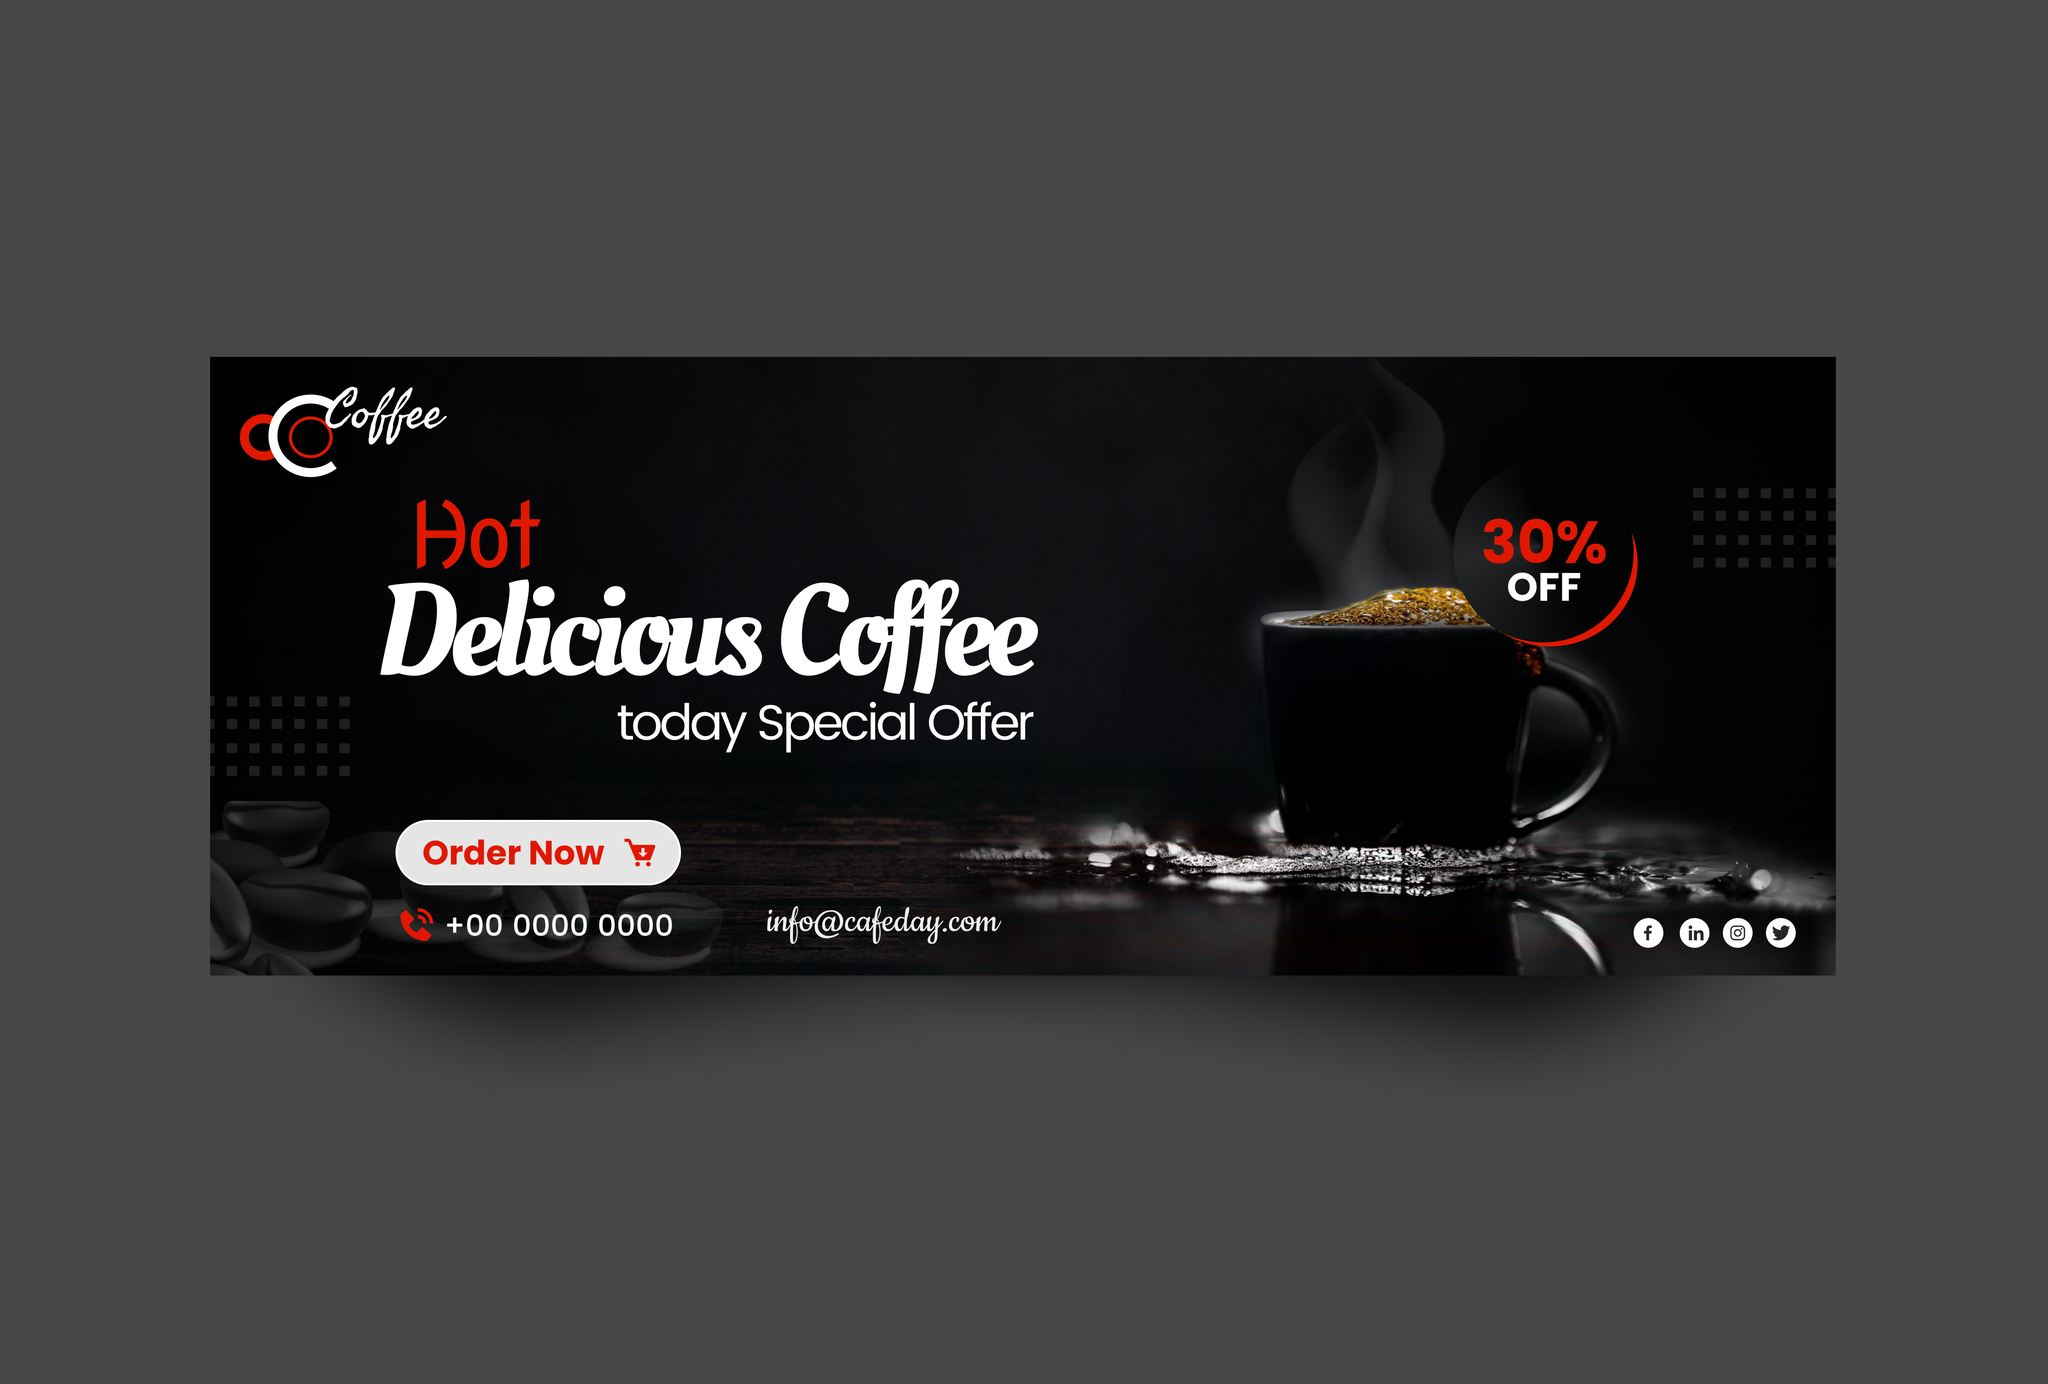 Coffee
Hot
Delicious Coffee
today Special Offer
30%
OFF
Order Now
+00 0000 0000
info@cafeday.com